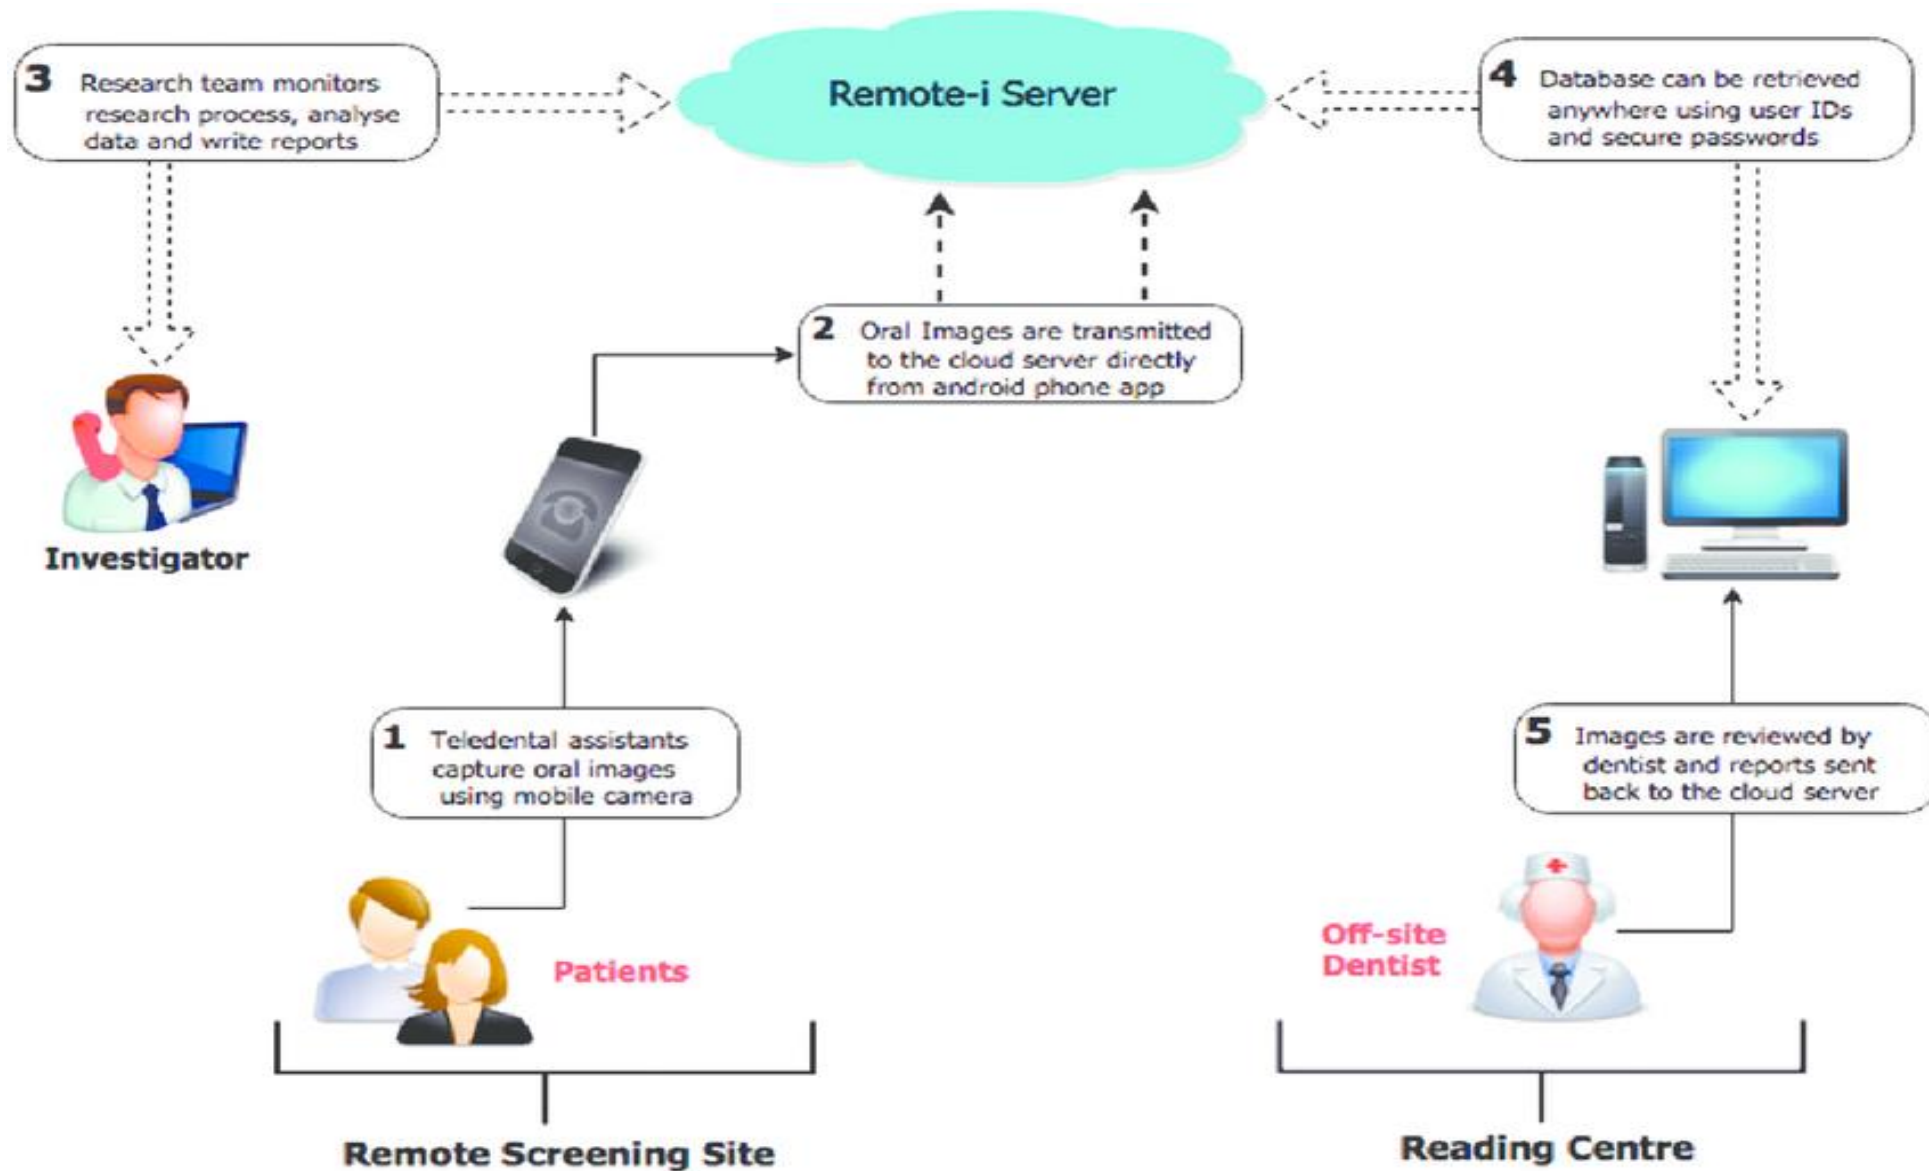 Remote-i Server
3 Research team monitors
research process, analyse
data and write reports
4 Database can be retrieved
anywhere using user IDs
and secure passwords
2 Oral Images are transmitted
to the cloud server directly
from android phone app
Investigator
1 Teledental assistants
capture oral images
using mobile camera
5 Images are reviewed by
dentist and reports sent
back to the cloud server
Patients
Off-site
Dentist
Remote Screening Site
Reading Centre